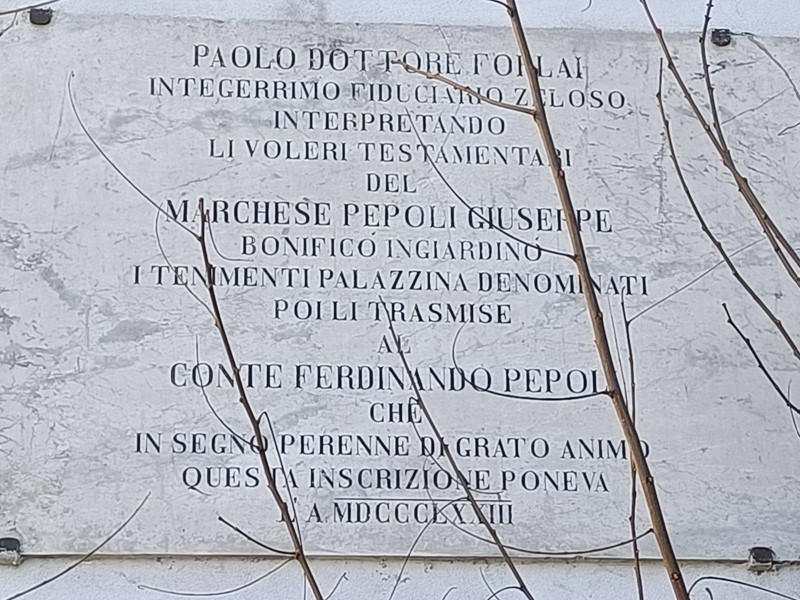 PAOLO DOTTORE FORLAI
INTEGERRIMO FIDUCIARIO ZELOSO
INTERPRETANDO
LI VOLERI TESTAMENTARI
DEL
MARCHESE PEPOLI GIUSEPPE
BONIFICÒ INGIARDINÒ
I TENIMENTI PALAZZINA DENOMINATI
POI LI TRASMISE
AL
CONTE FERDINANDO PEPOLI
CHE
IN SEGNO PERENNE DI GRATO ANIMO
QUESTA INSCRIZIONE PONEVA
L'A. MDCCCLXXIII